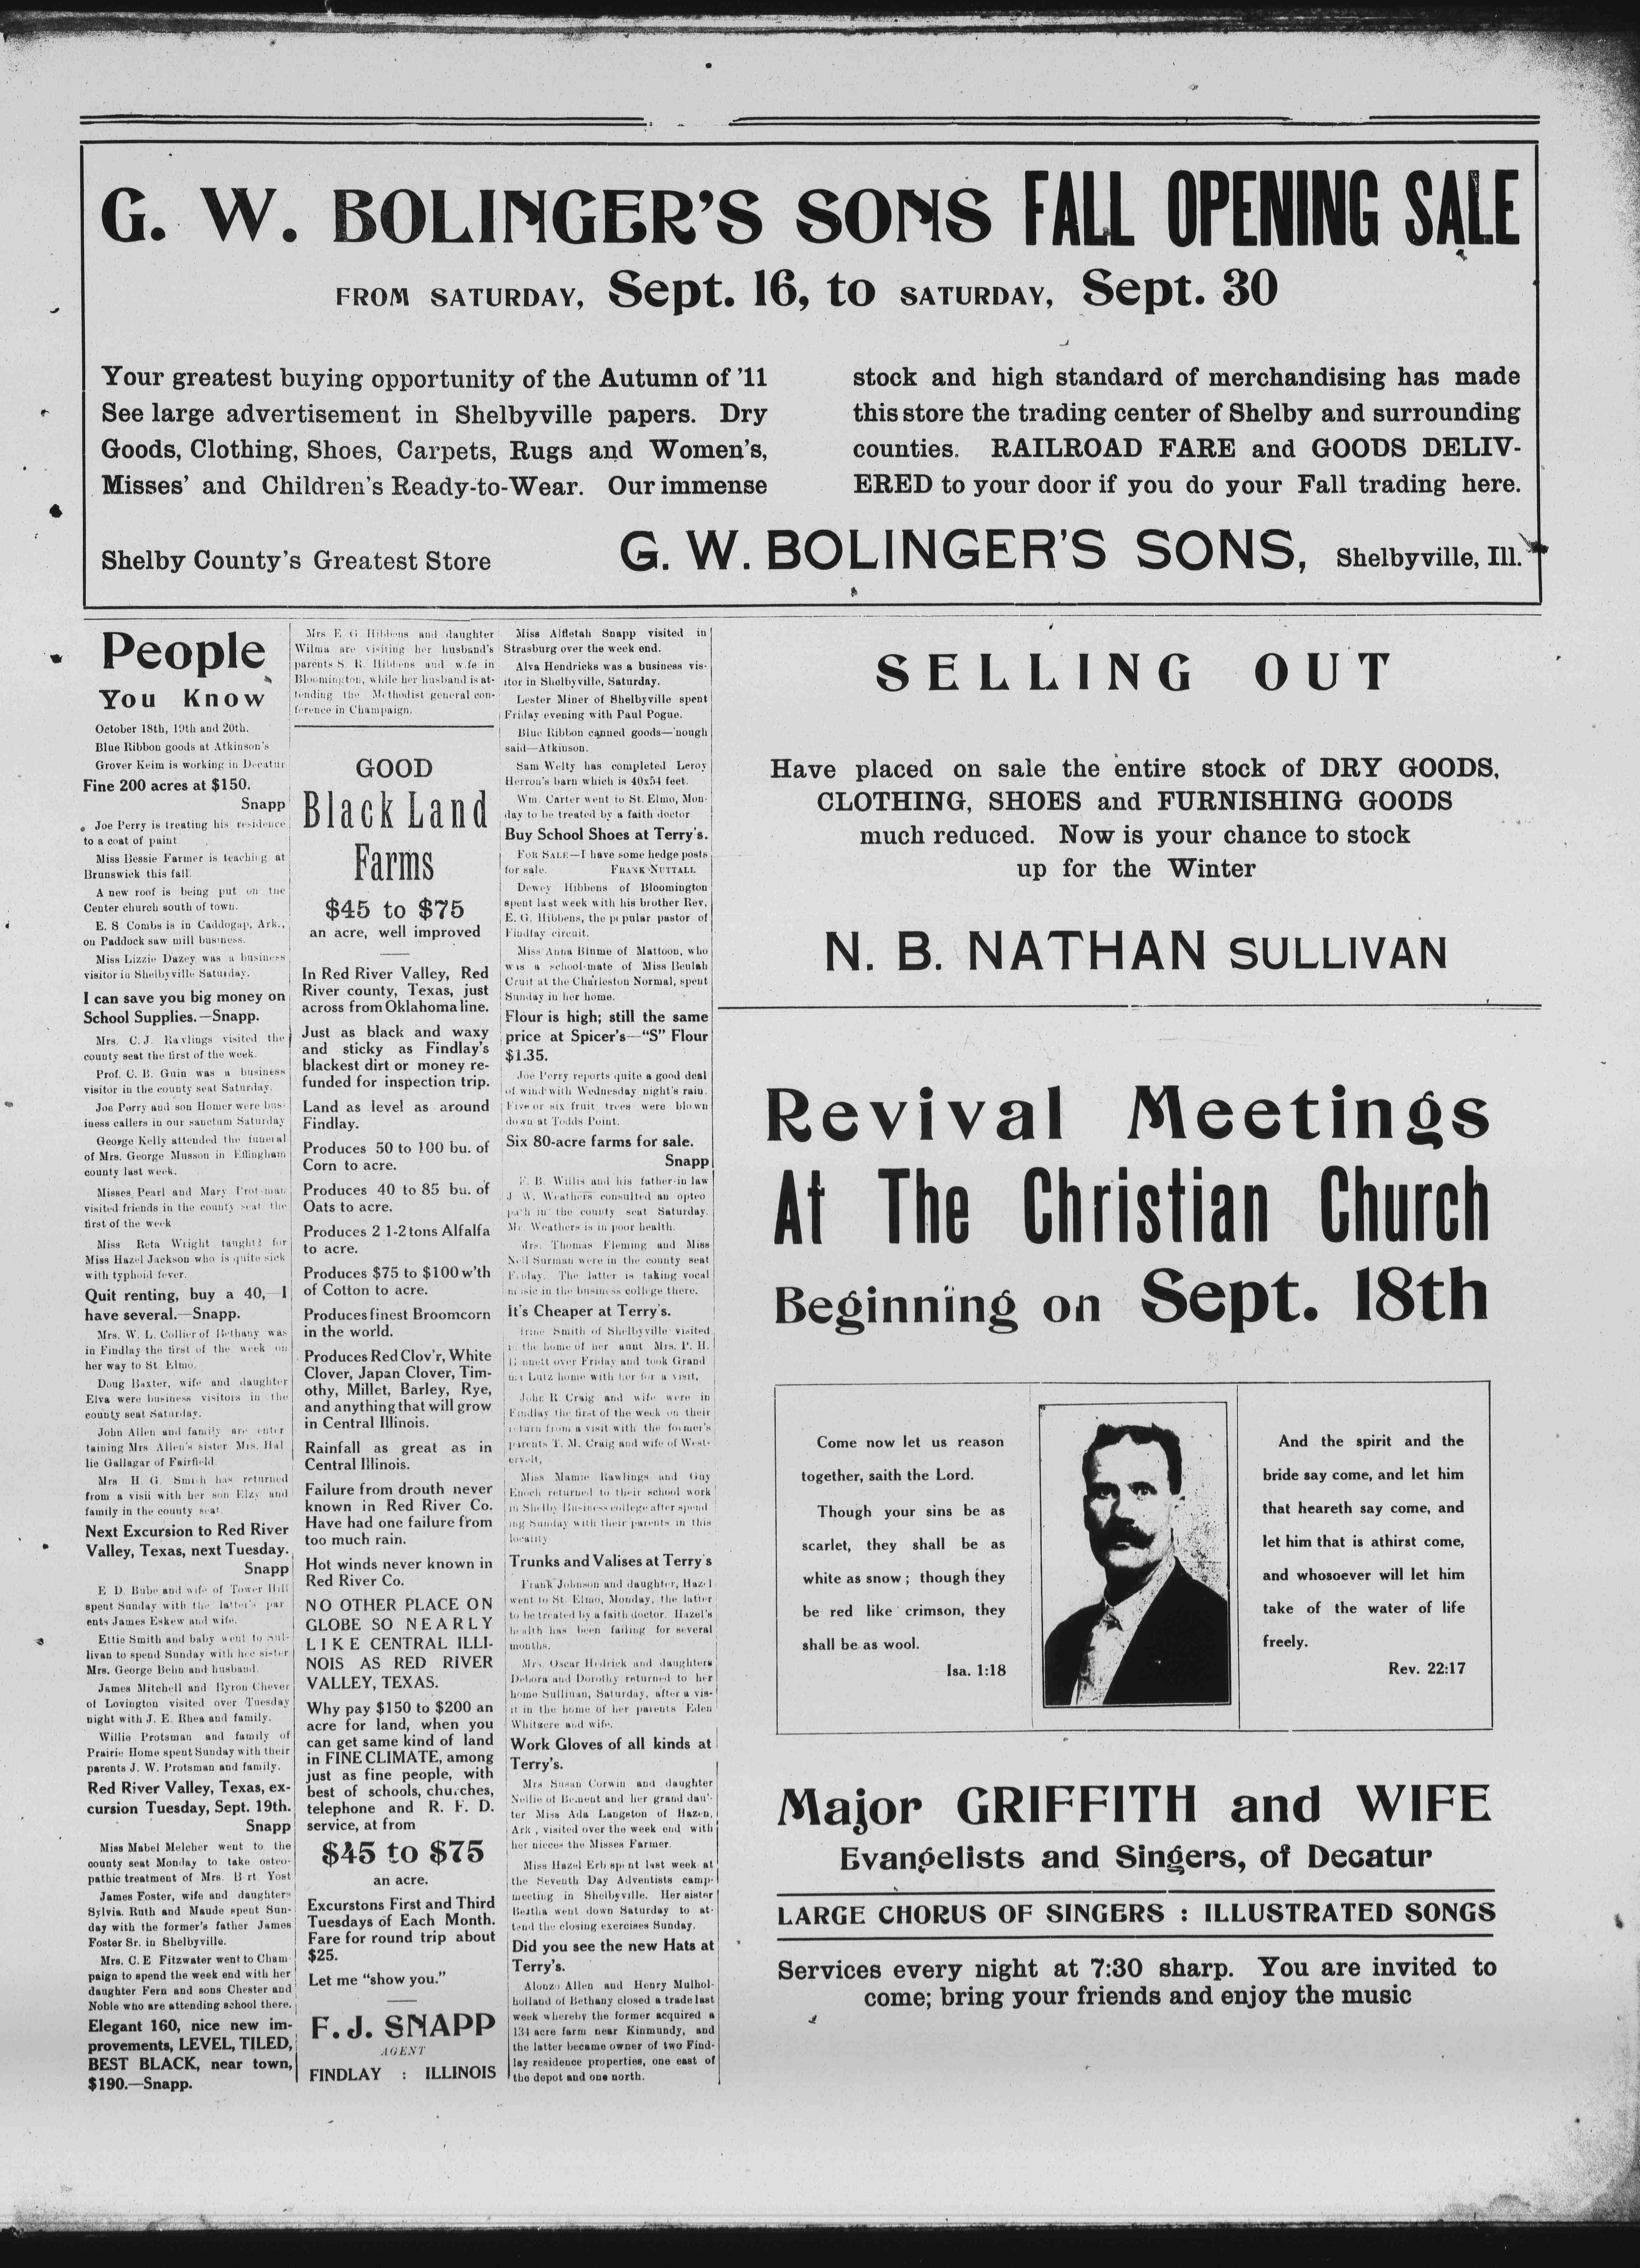 G. W. BOLINGER'S SONS FALL OPENING SALE
FROM SATURDAY, Sept. 16, to SATURDAY, Sept. 30
Your greatest buying opportunity of the Autumn of '11
See large advertisement in Shelbyville papers. Dry
Goods, Clothing, Shoes, Carpets, Rugs and Women's,
Misses' and Children's Ready-to-Wear. Our immense
stock and high standard of merchandising has made
this store the trading center of Shelby and surrounding
counties. RAILROAD FARE and GOODS DELIV-
ERED to your door if you do your Fall trading here.
Shelby County's Greatest Store
G. W. BOLINGER'S SONS, Shelbyville, Ill.
People
You Know
October 18th, 19th and 20th.
Blue Ribbon goods at Atkinson's
Grover Keim is working in Decatur
Fine 200 acres at $150.
Snapp
Joe Perry is treating his residence
to a coat of paint.
Miss Bessie Farmer is teaching at
Brunswick this fall.
A new roof is being put on the
Center church south of town.
E. S Combs is in Caddogap, Ark.,
on Paddock saw mill business.
Miss Lizzie Dazey was a business
visitor in Shelbyville Saturday.
I can save you big money on
School Supplies.—Snapp.
Mrs. C. J. Ravlings visited the
county seat the first of the week.
Prof. C. B. Guin was a business
visitor in the county seat Saturday.
Joe Perry and son Homer were bus-
iness callers in our sanctum Saturday
George Kelly attended the funeral
of Mrs. George Musson in Effingham
county last week.
Misses Pearl and Mary Protsman
visited friends in the county seat the
first of the week
Miss Reta Wright taught for
Miss Hazel Jackson who is quite sick
with typhoid fever.
Quit renting, buy a 40,—I
have several.—Snapp.
Mrs. W. L. Collier of Bethany was
in Findlay the first of the week on
her way to St. Elmo.
Doug Baxter, wife and daughter
Elva were business visitors in the
county seat Saturday.
John Allen and family are enter
taining Mrs Allen's sister Mrs. Hal
lie Gallagar of Fairfield.
Mrs H. G. Smith has returned
from a visit with her son Elzy and
family in the county seat.
Next Excursion to Red River
Valley, Texas, next Tuesday.
Snapp
E D. Bube and wife of Tower Hill
spent Sunday with the latter's par
ents James Eskew and wife.
Ettie Smith and baby went to Sul-
livan to spend Sunday with hec sister
Mrs. George Behn and husband.
James Mitchell and Byron Chever
of Lovington visited over Tuesday
night with J. E. Rhea and family.
Willie Protsman and family of
Prairie Home spent Sunday with their
parents J. W. Protsman and family.
Red River Valley, Texas, ex-
cursion Tuesday, Sept. 19th.
Snapp
Miss Mabel Melcher went to the
county seat Monday to take osteo-
pathic treatment of Mrs. B rt Yost
James Foster, wife and daughters
Sylvia, Ruth and Maude spent Sun-
day with the former's father James
Foster Sr. in Shelbyville.
Mrs. C. E Fitzwater went to Cham
paign to spend the week end with her
daughter Fern and sons Chester and
Noble who are attending school there.
Elegant 160, nice new im-
provements, LEVEL, TILED,
BEST BLACK, near town,
$190.—Snapp.
Mrs E G Hibbens and daughter
Wilma are visiting her husband's
parents S. R. Hibbens and wife in
Bloomington, while her husband is at-
tending the Methodist general con-
ference in Champaign.
GOOD
Black Land
Farms
$45 to $75
an acre, well improved
In Red River Valley, Red
River county, Texas, just
across from Oklahoma line.
Just as black and waxy
and sticky as Findlay's
blackest dirt or money re-
funded for inspection trip.
Land as level as around
Findlay.
Produces 50 to 100 bu. of
Corn to acre.
Produces 40 to 85 bu. of
Oats to acre.
Produces 2 1-2 tons Alfalfa
to acre.
Produces $75 to $100 w'th
of Cotton to acre.
Produces finest Broomcorn
in the world.
Produces Red Clov'r, White
Clover, Japan Clover, Tim-
othy, Millet, Barley, Rye,
and anything that will grow
in Central Illinois.
Rainfall as great as in
Central Illinois.
Failure from drouth never
known in Red River Co.
Have had one failure from
too much rain.
Hot winds never known in
Red River Co.
NO OTHER PLACE ON
GLOBE SO NEARLY
LIKE CENTRAL ILLI-
NOIS AS RED RIVER
VALLEY, TEXAS.
Why pay $150 to $200 an
acre for land, when you
can get same kind of land
in FINE CLIMATE, among
just as fine people, with
best of schools, churches,
telephone and R. F. D.
service, at from
$45 to $75
an acre.
Excurstons First and Third
Tuesdays of Each Month.
Fare for round trip about
$25.
Let me "show you."
F. J. SNAPP
AGENT
FINDLAY : ILLINOIS
Miss Alfletah Snapp visited in
Strasburg over the week end.
Alva Hendricks was a business vis-
itor in Shelbyville, Saturday.
Lester Miner of Shelbyville spent
Friday evening with Paul Pogue.
Blue Ribbon canned goods—'nough
said—Atkinson.
Sam Welty has completed Leroy
Herron's barn which is 40x54 feet.
Wm. Carter went to St. Elmo, Mon-
day to be treated by a faith doctor
Buy School Shoes at Terry's.
FOR SALE—I have some hedge posts
for sale. FRANK NUTTALL
Dewey Hibbens of Bloomington
spent last week with his brother Rev.
E. G. Hibbens, the pcpular pastor of
Findlay circuit.
Miss Anna Blume of Mattoon, who
was a school-mate of Miss Beulah
Cruit at the Charleston Normal, spent
Sunday in her home.
Flour is high; still the same
price at Spicer's—"S" Flour
$1.35.
Joe Perry reports quite a good deal
of wind with Wednesday night's rain.
Five or six fruit trees were blown
down at Todds Point.
Six 80-acre farms for sale.
Snapp
F. B. Willis and his father-in law
J W. Weathers consulted an osteo
path in the county seat Saturday.
Mr. Weathers is in poor health.
Mrs. Thomas Fleming and Miss
Nell Surman were in the county seat
Friday. The latter is taking vocal
music in the business college there.
It's Cheaper at Terry's.
Irine Smith of Shelbyville visited
in the home of her aunt Mrs. P. H.
over Friday and took Grand
ma Lutz home with her for a visit,
John R Craig and wife were in
Findlay the first of the week on their
return from a visit with the former's
parents T. M. Craig and wife of West-
ervelt,
Miss Mamie Rawlings and Guy
Enoch returned to their school work
in Shelby Business college after spend
ing Sunday with their parents in this
locality
Trunks and Valises at Terry's
Frank Johnson and daughter, Hazel
went to St. Elmo, Monday, the latter
to be treated by a faith doctor. Hazel's
health has been failing for several
months.
Mrs. Oscar Hedrick and daughters
Debora and Dorothy returned to her
home Sullinan, Saturday, after a vis-
it in the home of her parents Eden
Whitacre and wife.
Work Gloves of all kinds at
Terry's.
Mrs Susan Corwin and daughter
Nellie of Bement and her grand dau'-
ter Miss Ada Langston of Hazen,
Ark , visited over the week end with
her nieces the Misses Farmer.
Miss Hazel Erb spent last week at
the Seventh Day Adventists camp-
meeting in Shelbyville. Her sister
Beatha went down Saturday to at-
tend the closing exercises Sunday.
Did you see the new Hats at
Terry's.
Alonzo Allen and Henry Mulhol-
holland of Bethany closed a trade last
week whereby the former acquired a
134 acre farm near Kinmundy, and
the latter became owner of two Find-
lay residence properties, one east of
the depot and one north.
SELLING OUT
Have placed on sale the entire stock of DRY GOODS,
CLOTHING, SHOES and FURNISHING GOODS
much reduced. Now is your chance to stock
up for the Winter
N. B. NATHAN SULLIVAN
Revival Meetings
At The Christian Church
Beginning on Sept. 18th
Come now let us reason
together, saith the Lord.
Though your sins be as
scarlet, they shall be as
white as snow ; though they
be red like crimson, they
shall be as wool.
Isa. 1:18
And the spirit and the
bride say come, and let him
that heareth say come, and
let him that is athirst come,
and whosoever will let him
take of the water of life
freely.
Rev. 22:17
Major GRIFFITH and WIFE
Evangelists and Singers, of Decatur
LARGE CHORUS OF SINGERS : ILLUSTRATED SONGS
Services every night at 7:30 sharp. You are invited to
come; bring your friends and enjoy the music